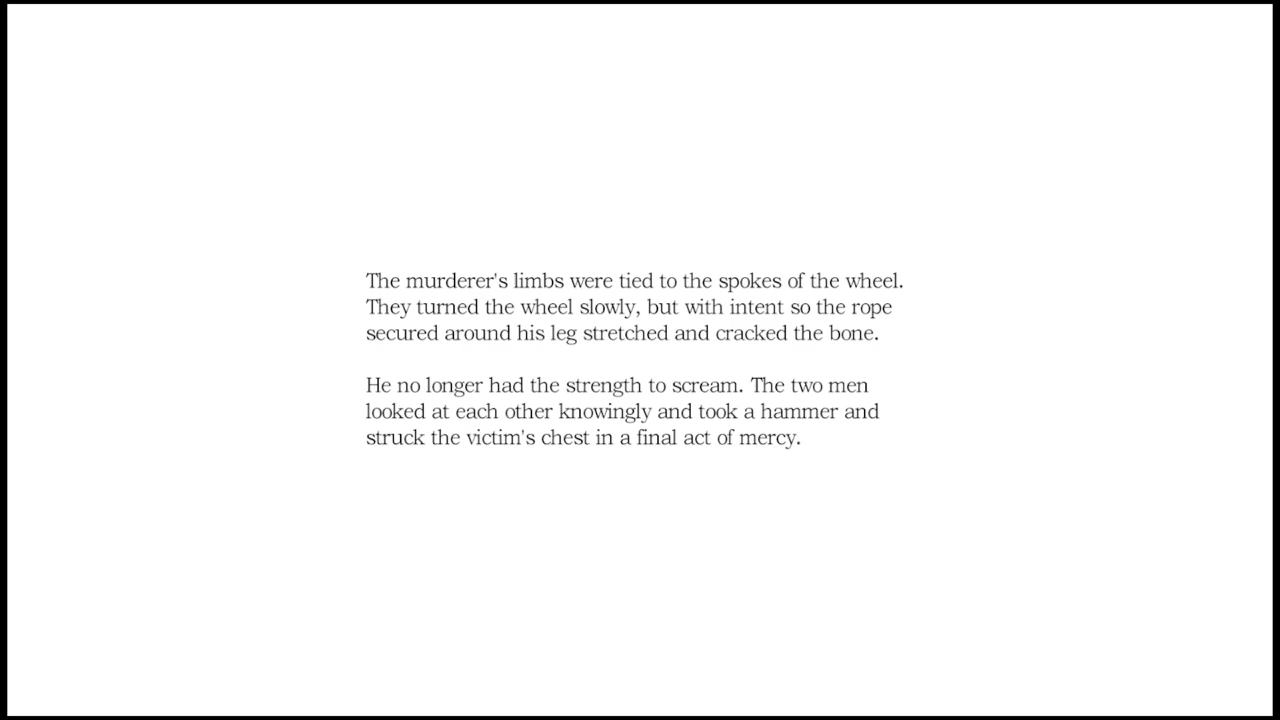 The murderer's limbs were tied to the spokes of the wheel.
They turned the wheel slowly, but with intent so the rope
secured around his leg stretched and cracked the bone.
He no longer had the strength to scream. The two men
looked at each other knowingly and took a hammer and
struck the victim's chest in a final act of mercy.